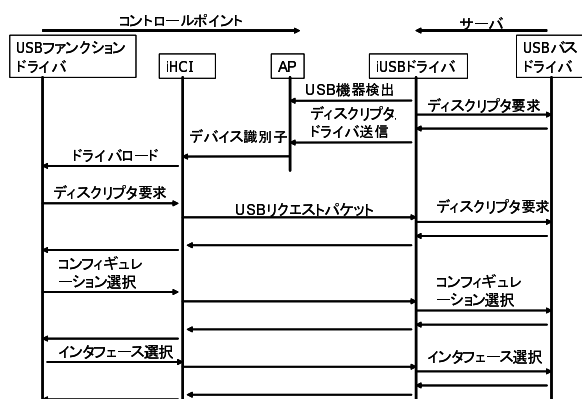 コントロールポイント
サーバ
USBファンクション
ドライバ
iHCI
AP
iUSBドライバ
USBバス
ドライバ
USB機器検出
ディスクリプタ要求
ディスクリプタ,
ドライバ送信
デバイス識別子
ドライバロード
ディスクリプタ要求
USBリクエストパケット
ディスクリプタ要求
コンフィギュレ
ーション選択
コンフィギュレ
ーション選択
インタフェース選択
インタフェース選択